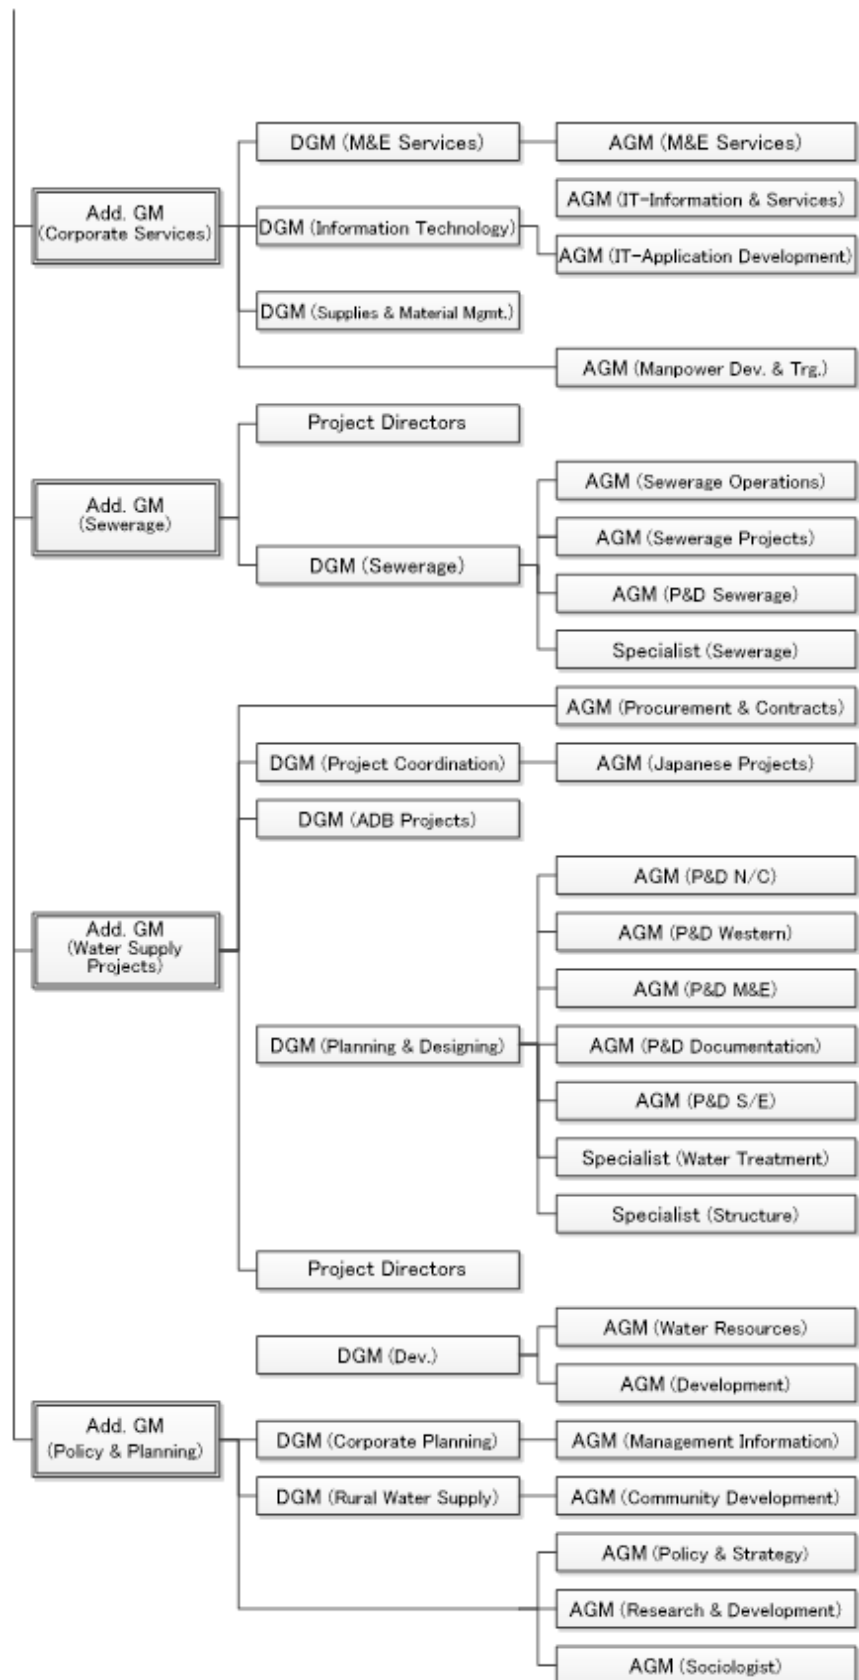 DGM (M&E Services)
AGM (M&E Services)
AGM (IT-Information & Services)
Add. GM
(Corporate Services)
DGM (Information Technology)
AGM (IT-Application Development)
DGM (Supplies & Material Mgmt.)
AGM (Manpower Dev. & Trg.)
Project Directors
AGM (Sewerage Operations)
Add. GM
(Sewerage)
AGM (Sewerage Projects)
DGM (Sewerage)
AGM (P&D Sewerage)
Specialist (Sewerage)
AGM (Procurement & Contracts)
DGM (Project Coordination)
AGM (Japanese Projects)
DGM (ADB Projects)
AGM (P&D N/C)
Add. GM
(Water Supply
Projects)
AGM (P&D Western)
AGM (P&D M&E)
DGM (Planning & Designing)
AGM (P&D Documentation)
AGM (P&D S/E)
Specialist (Water Treatment)
Specialist (Structure)
Project Directors
AGM (Water Resources)
DGM (Dev.)
AGM (Development)
Add. GM
(Policy & Planning)
DGM (Corporate Planning)
AGM (Management Information)
DGM (Rural Water Supply)
AGM (Community Development)
AGM (Policy & Strategy)
AGM (Research & Development)
AGM (Sociologist)